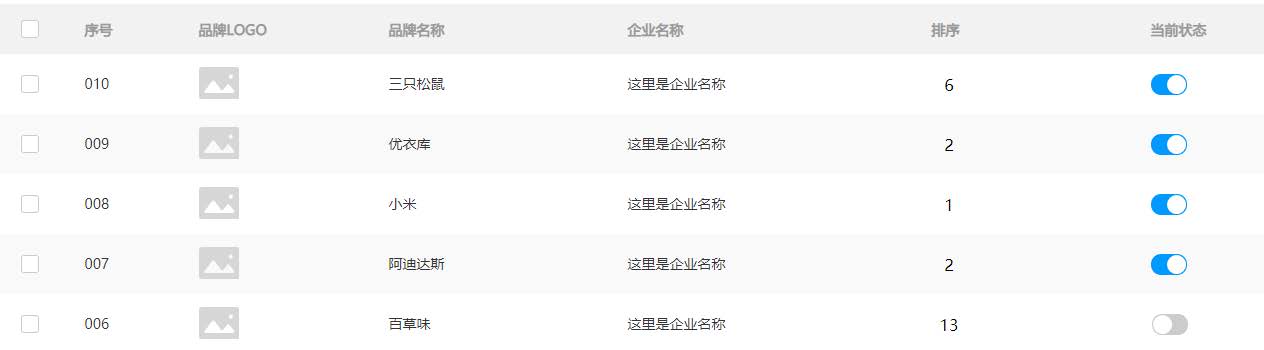 序号 品牌LOGO 品牌名称 企业名称 排序 当前状态
010 三只松鼠 这里是企业名称 6
009 优衣库 这里是企业名称 2
008 小米 这里是企业名称 1
007 阿迪达斯 这里是企业名称 2
006 百草味 这里是企业名称 13